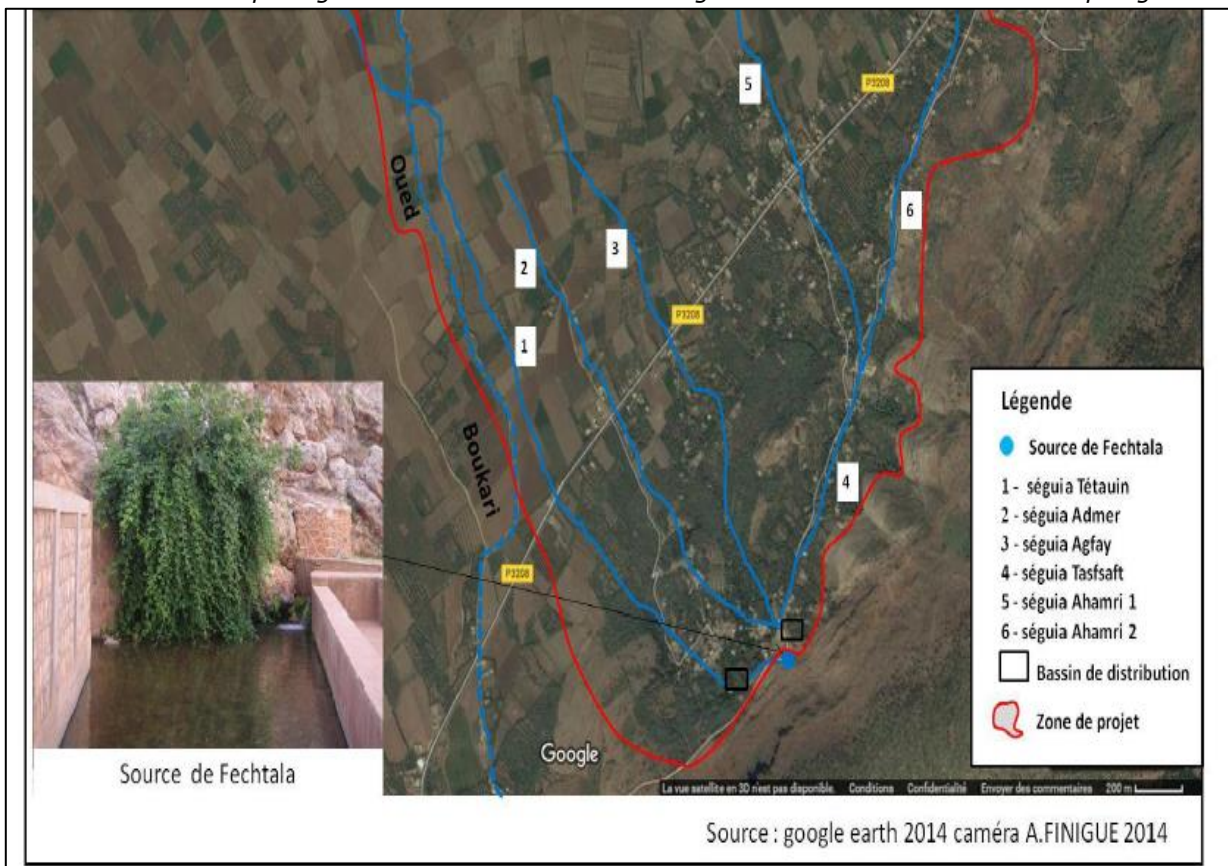 5
P3208
6
Oued
3
2
P3208
1
Boukari
4
P3208
Légende
Source de Fechtala
1 - séguia Tétauin
2 - séguia Admer
3 - séguia Agfay
4 - séguia Tasfsaft
5 - séguia Ahamri 1
6 - séguia Ahamri 2
Bassin de distribution
Zone de projet
Google
La vue satellite en 3D n'est pas disponible. Conditions Confidentialité Envoyer des commentaires 200 m
Source de Fechtala
Source : google earth 2014 caméra A.FINIGUE 2014